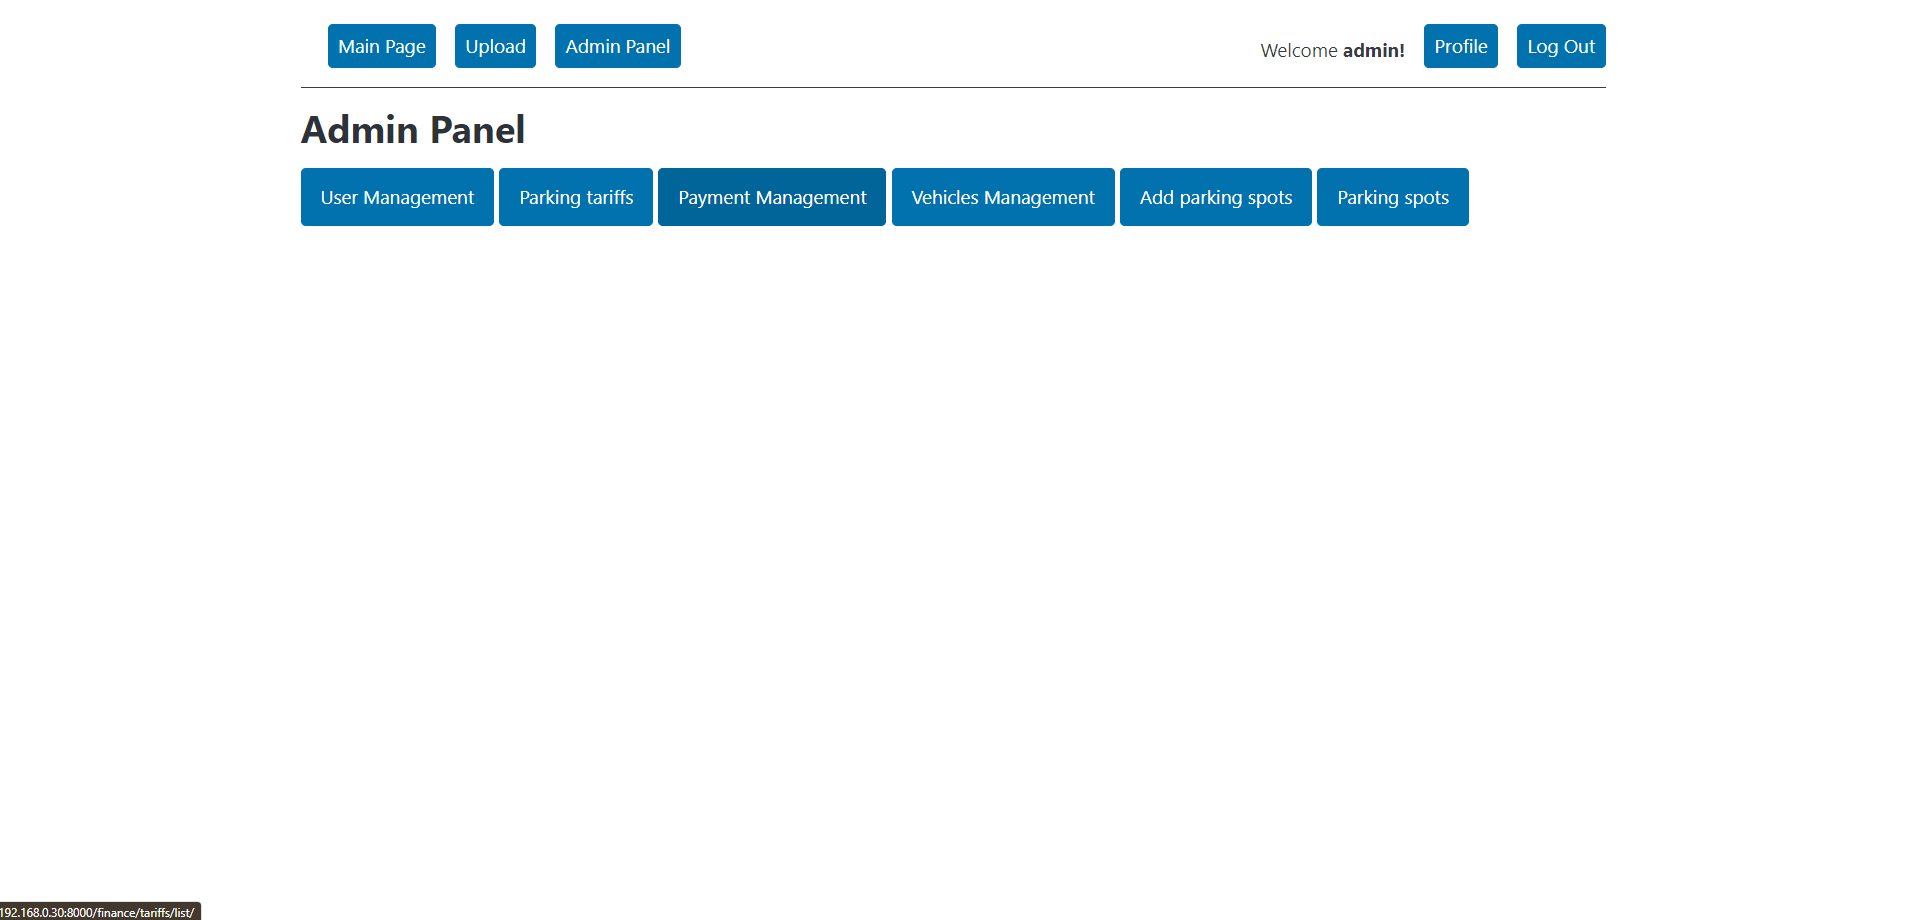 Main Page Upload Admin Panel Welcome admin! Profile Log Out
Admin Panel
User Management Parking tariffs Payment Management Vehicles Management Add parking spots Parking spots
192.168.0.30:8000/finance/tariffs/list/